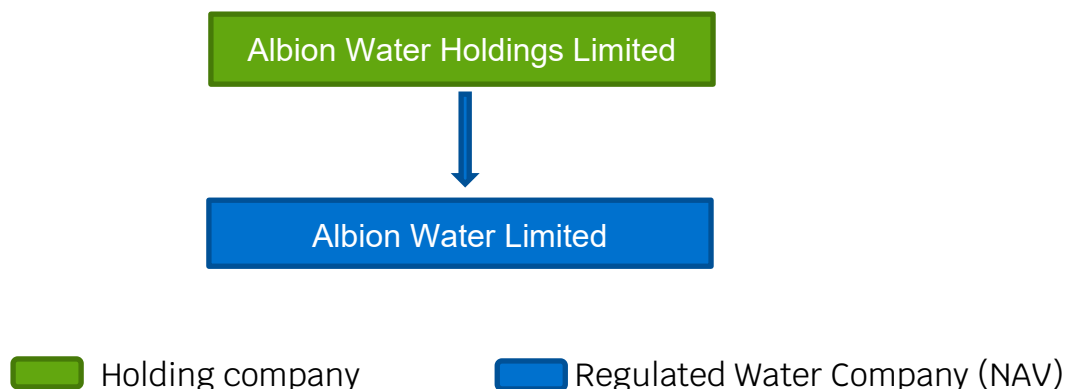 Albion Water Holdings Limited
Albion Water Limited
Holding company
Regulated Water Company (NAV)